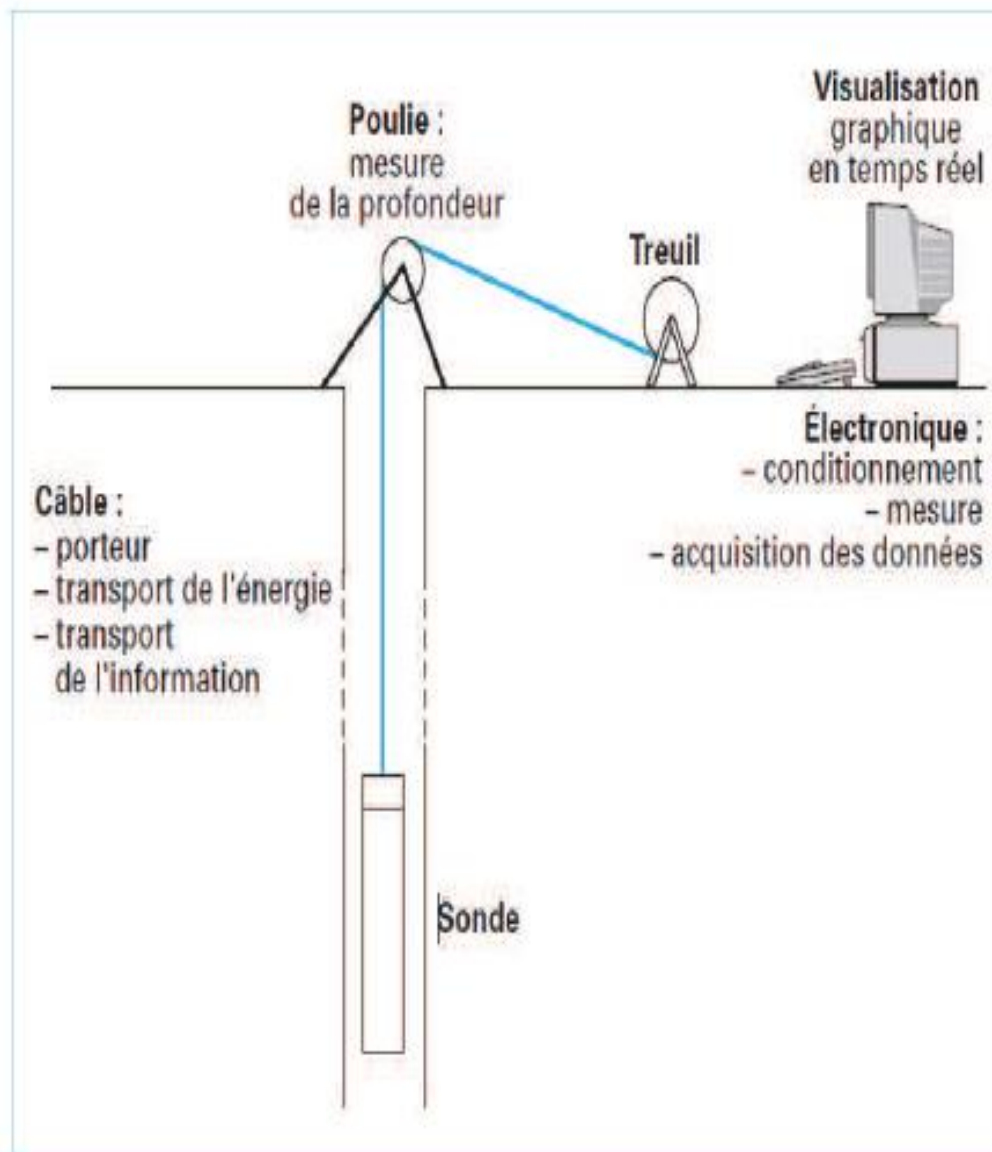 Visualisation
graphique
en temps réel
Poulie :
mesure
de la profondeur
Treuil
Électronique :
– conditionnement
– mesure
– acquisition des données
Câble :
– porteur
– transport de l'énergie
– transport
de l'information
Sonde